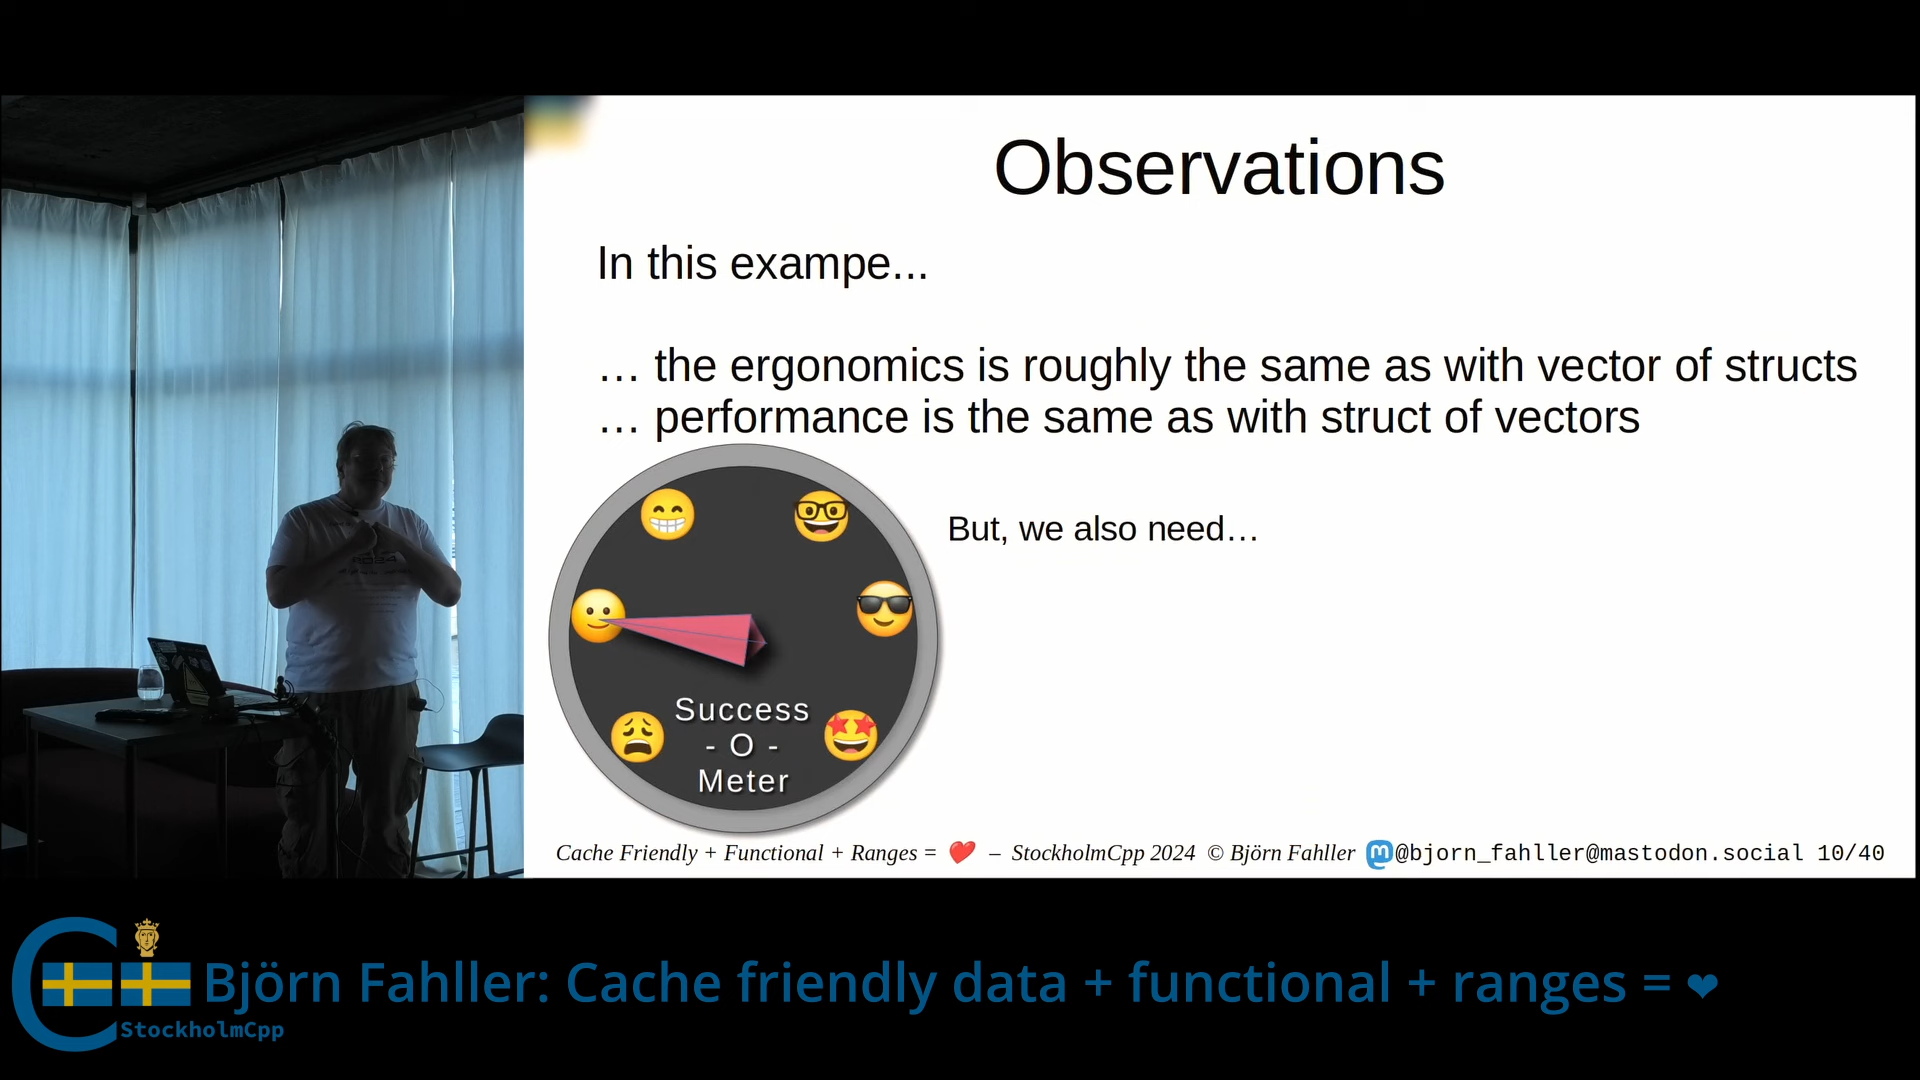 Observations
In this exampe...
… the ergonomics is roughly the same as with vector of structs
… performance is the same as with struct of vectors
But, we also need…
Success
- O -
Meter
Cache Friendly + Functional + Ranges = ❤️ – StockholmCpp 2024 © Björn Fahller @bjorn_fahller@mastodon.social 10/40
Björn Fahller: Cache friendly data + functional + ranges = ❤
StockholmCpp